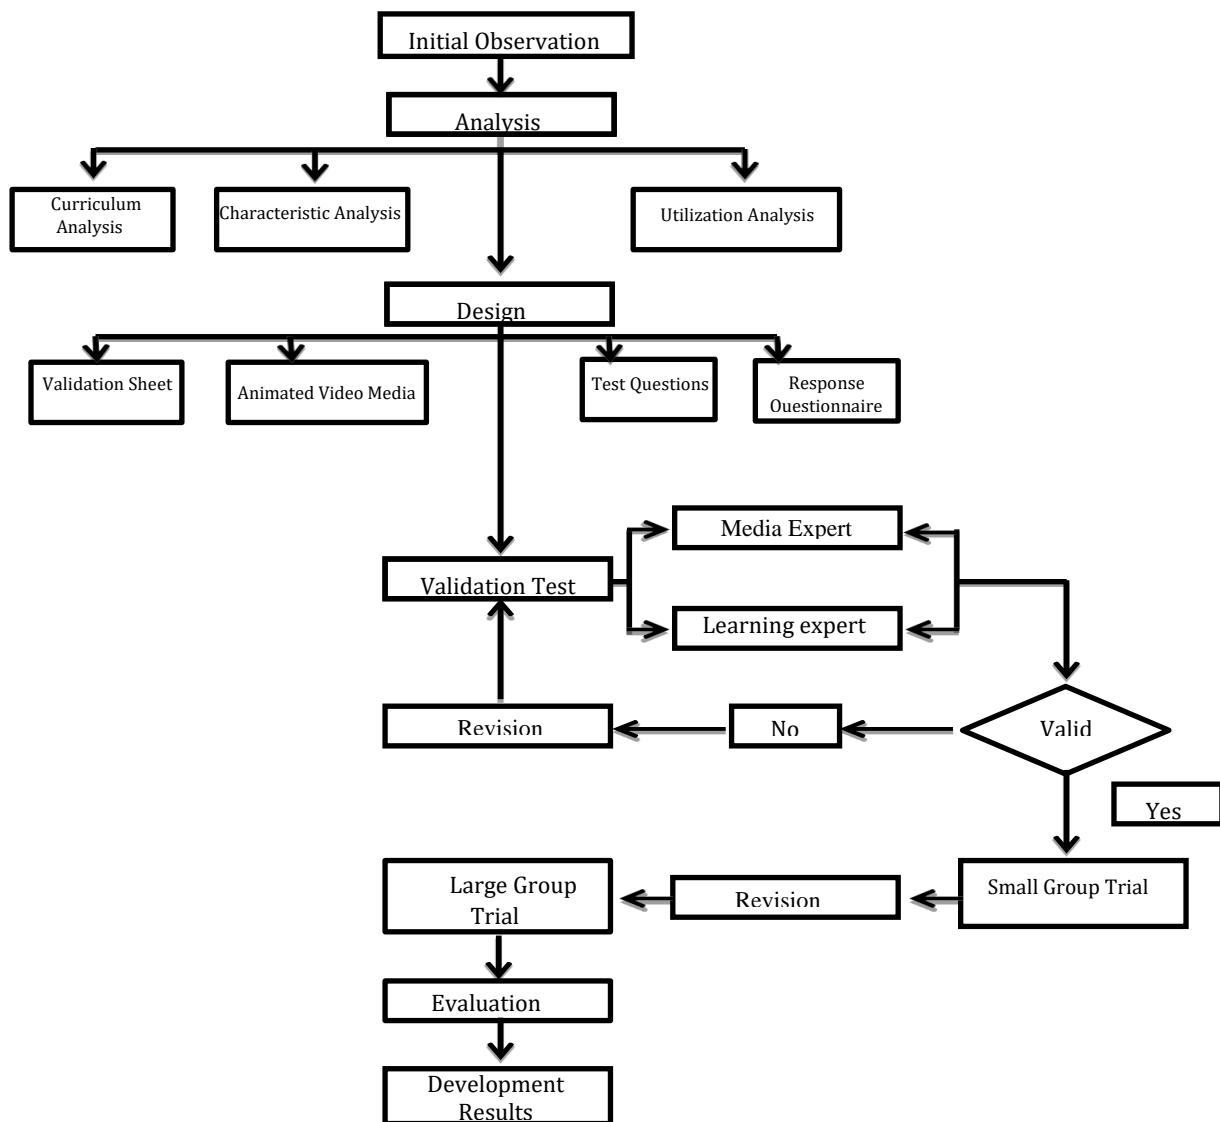 Initial Observation
Analysis
Curriculum
Analysis
Characteristic Analysis
Utilization Analysis
Design
Validation Sheet
Animated Video Media
Test Questions
Response
Ouestionnaire
Media Expert
Validation Test
Learning expert
Revision
No
Valid
Yes
Large Group
Trial
Revision
Small Group Trial
Evaluation
Development
Results